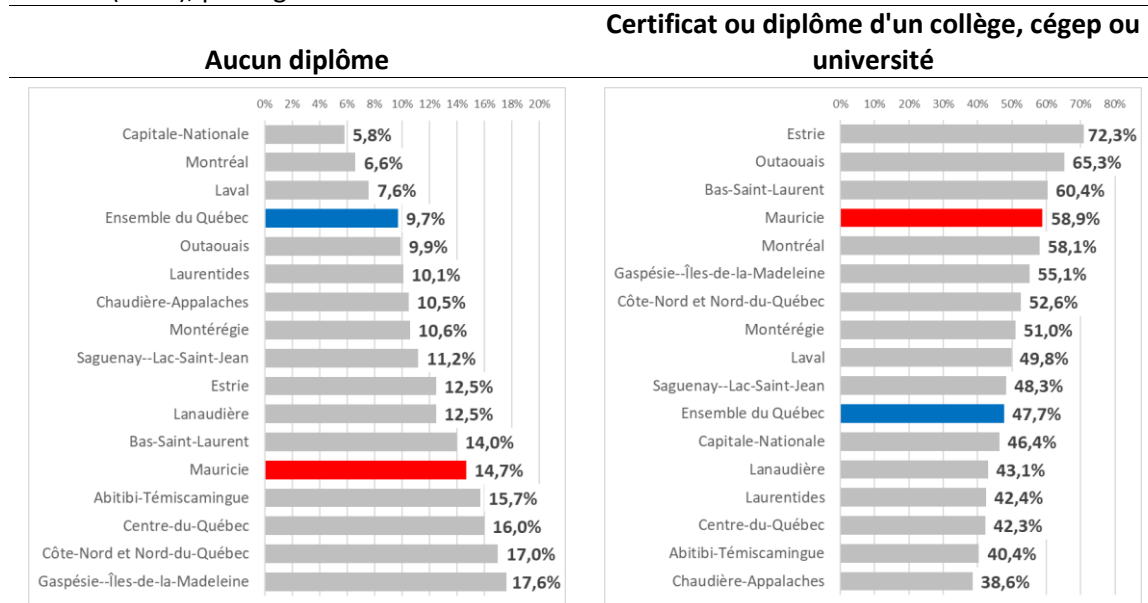 Certificat ou diplôme d'un collège, cégep ou
Aucun diplôme
université
0% 2% 4% 6% 8% 10% 12% 14% 16% 18% 20%
Capitale-Nationale 5,8%
Montréal 6,6%
Laval 7,6%
Ensemble du Québec 9,7%
Outaouais 9,9%
Laurentides 10,1%
Chaudière-Appalaches 10,5%
Montérégie 10,6%
Saguenay--Lac-Saint-Jean 11,2%
Estrie 12,5%
Lanaudière 12,5%
Bas-Saint-Laurent 14,0%
Mauricie 14,7%
Abitibi-Témiscamingue 15,7%
Centre-du-Québec 16,0%
Côte-Nord et Nord-du-Québec 17,0%
Gaspésie--Îles-de-la-Madeleine 17,6%
0% 10% 20% 30% 40% 50% 60% 70% 80%
Estrie 72,3%
Outaouais 65,3%
Bas-Saint-Laurent 60,4%
Mauricie 58,9%
Montréal 58,1%
Gaspésie--Îles-de-la-Madeleine 55,1%
Côte-Nord et Nord-du-Québec 52,6%
Montérégie 51,0%
Laval 49,8%
Saguenay--Lac-Saint-Jean 48,3%
Ensemble du Québec 47,7%
Capitale-Nationale 46,4%
Lanaudière 43,1%
Laurentides 42,4%
Centre-du-Québec 42,3%
Abitibi-Témiscamingue 40,4%
Chaudière-Appalaches 38,6%